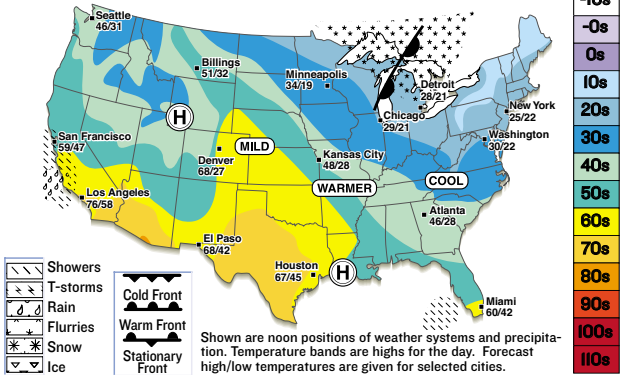 Seattle
46/31
Billings
51/32
Minneapolis
34/19
Detroit
28/21
Chicago
29/21
New York
25/22
Washington
30/22
San Francisco
59/47
H
MILD
Denver
68/27
Kansas City
48/28
WARMER
COOL
Los Angeles
76/58
Atlanta
46/28
El Paso
68/42
Houston
67/45
H
Miami
60/42
Showers
T-storms
Rain
Flurries
Snow
Ice
Cold Front
Warm Front
Stationary
Front
Shown are noon positions of weather systems and precipita-
tion. Temperature bands are highs for the day. Forecast
high/low temperatures are given for selected cities.
-10s
-0s
0s
10s
20s
30s
40s
50s
60s
70s
80s
90s
100s
110s